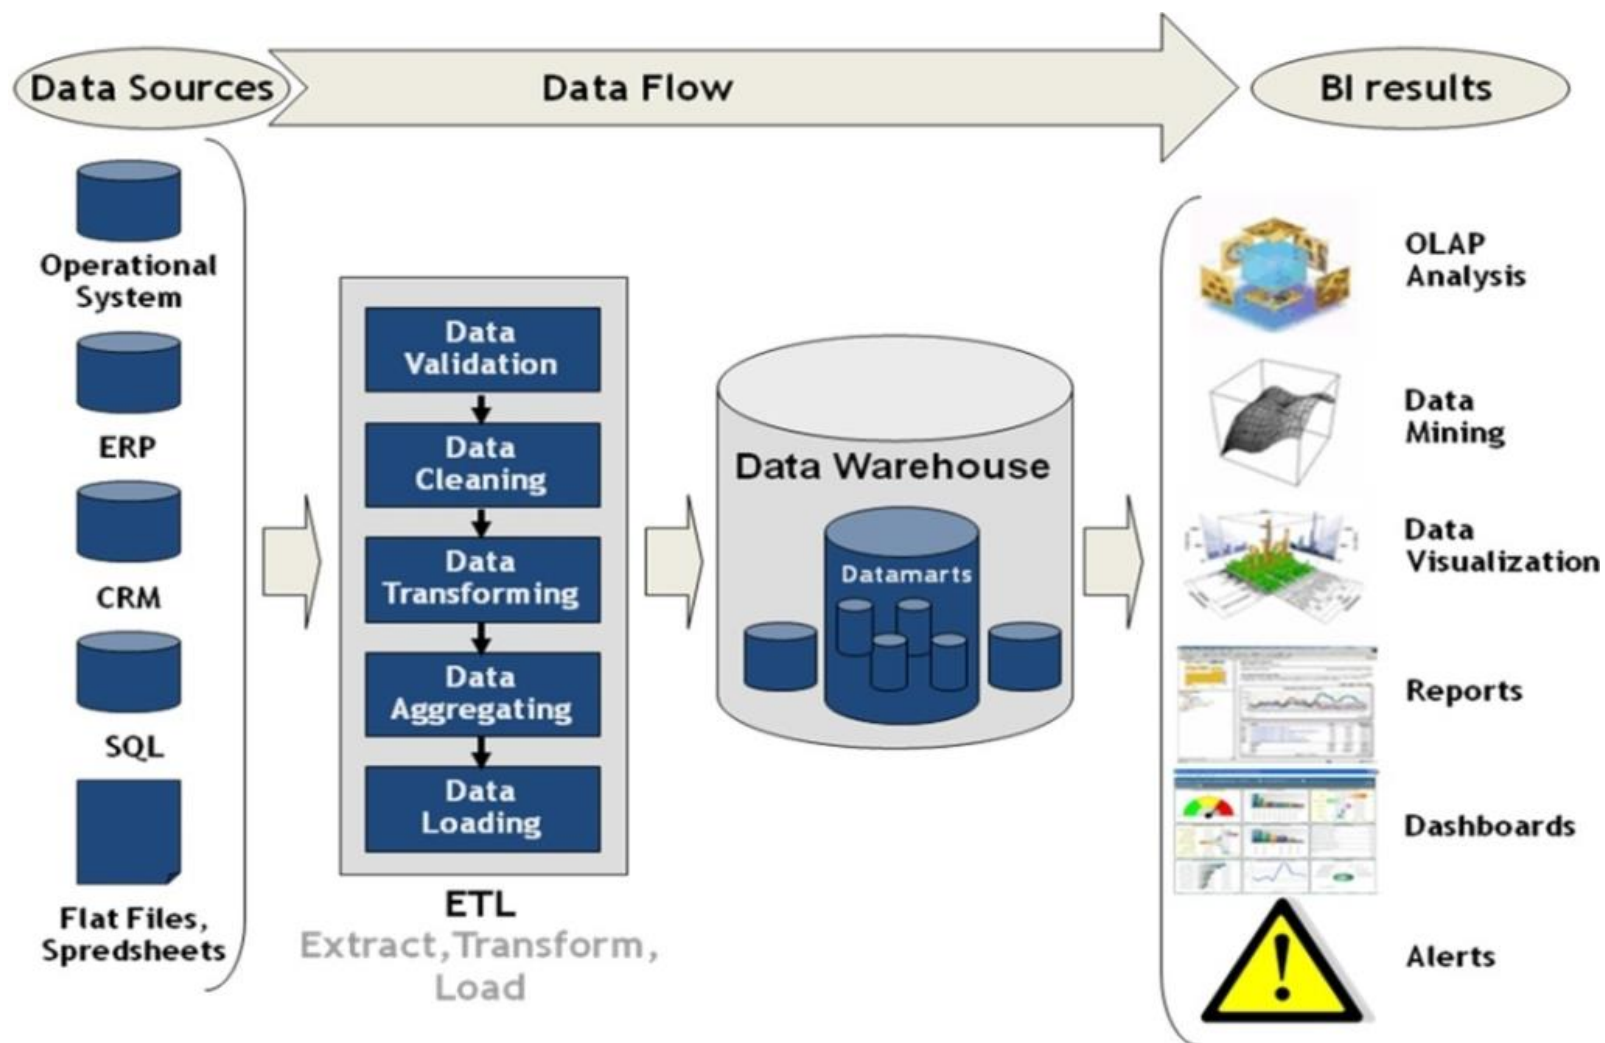 Data Sources
Data Flow
BI results
Operational
System
ERP
CRM
SQL
Flat Files,
Spredsheets
Data
Validation
Data
Cleaning
Data
Transforming
Data
Aggregating
Data
Loading
ETL
Extract,Transform,
Load
Data Warehouse
Datamarts
OLAP
Analysis
Data
Mining
Data
Visualization
Reports
Dashboards
Alerts